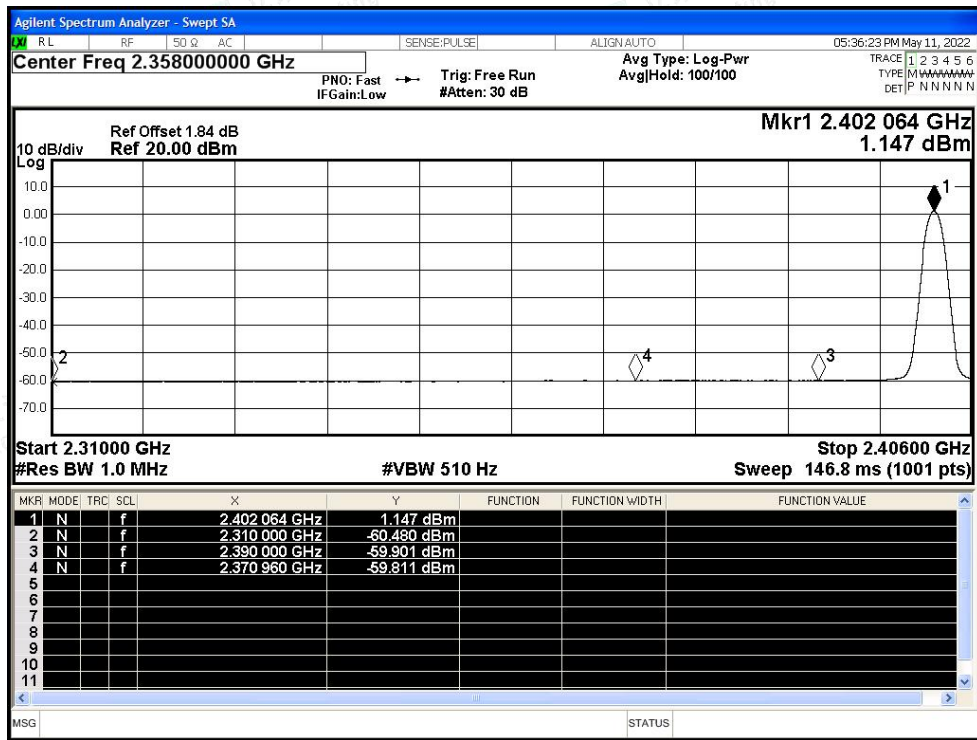 Agilent Spectrum Analyzer - Swept SA
LXI RL RF 50 Ω AC SENSE:PULSE ALIGN AUTO 05:36:23 PM May 11, 2022
Center Freq 2.358000000 GHz
PNO: Fast Trig: Free Run
IFGain:Low #Atten: 30 dB
Avg Type: Log-Pwr
Avg|Hold: 100/100
TRACE 1 2 3 4 5 6
TYPE M WWWWW
DET P N N N N N
Mkr1 2.402 064 GHz
1.147 dBm
Ref Offset 1.84 dB
10 dB/div Ref 20.00 dBm
Log
10.0
0.00
-10.0
-20.0
-30.0
-40.0
-50.0
-60.0
-70.0
1
2
4
3
Start 2.31000 GHz Stop 2.40600 GHz
#Res BW 1.0 MHz #VBW 510 Hz Sweep 146.8 ms (1001 pts)
MKR MODE TRC SCL X Y FUNCTION FUNCTION WIDTH FUNCTION VALUE
1 N f 2.402 064 GHz 1.147 dBm
2 N f 2.310 000 GHz -60.480 dBm
3 N f 2.390 000 GHz -59.901 dBm
4 N f 2.370 960 GHz -59.811 dBm
5
6
7
8
9
10
11
MSG STATUS